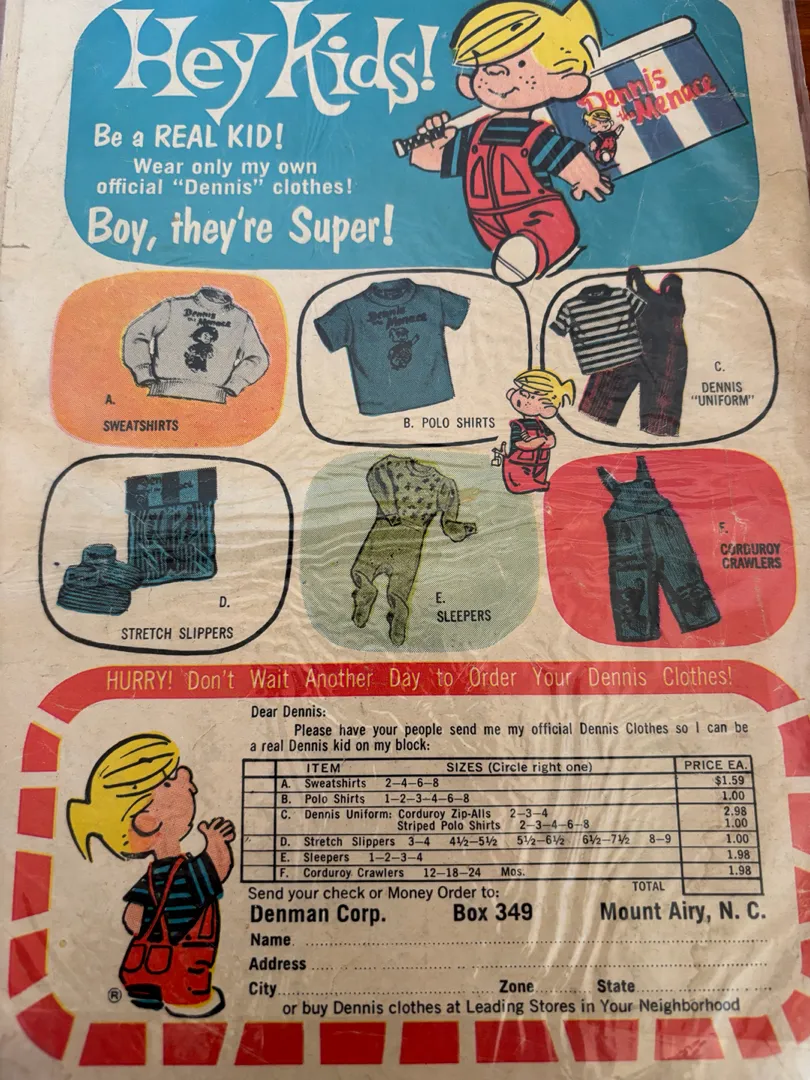 Hey Kids!
Be a REAL KID!
Wear only my own
official "Dennis" clothes!
Boy, they're Super!
Dennis
the Menace
Dennis
the Menace
A.
SWEATSHIRTS
Dennis
the Menace
B. POLO SHIRTS
C.
DENNIS
"UNIFORM"
D.
STRETCH SLIPPERS
E.
SLEEPERS
F.
CORDUROY
CRAWLERS
HURRY! Don't Wait Another Day to Order Your Dennis Clothes!
Dear Dennis:
Please have your people send me my official Dennis Clothes so I can be
a real Dennis kid on my block:
ITEM SIZES (Circle right one) PRICE EA.
A. Sweatshirts 2—4—6—8 $1.59
B. Polo Shirts 1—2—3—4—6—8 1.00
C. Dennis Uniform: Corduroy Zip-Alls 2—3—4 2.98
Striped Polo Shirts 2—3—4—6—8 1.00
D. Stretch Slippers 3—4 4½—5½ 5½—6½ 6½—7½ 8—9 1.00
E. Sleepers 1—2—3—4 1.98
F. Corduroy Crawlers 12—18—24 Mos. 1.98
TOTAL
Send your check or Money Order to:
Denman Corp. Box 349 Mount Airy, N. C.
Name
Address
City Zone State
or buy Dennis clothes at Leading Stores in Your Neighborhood
®